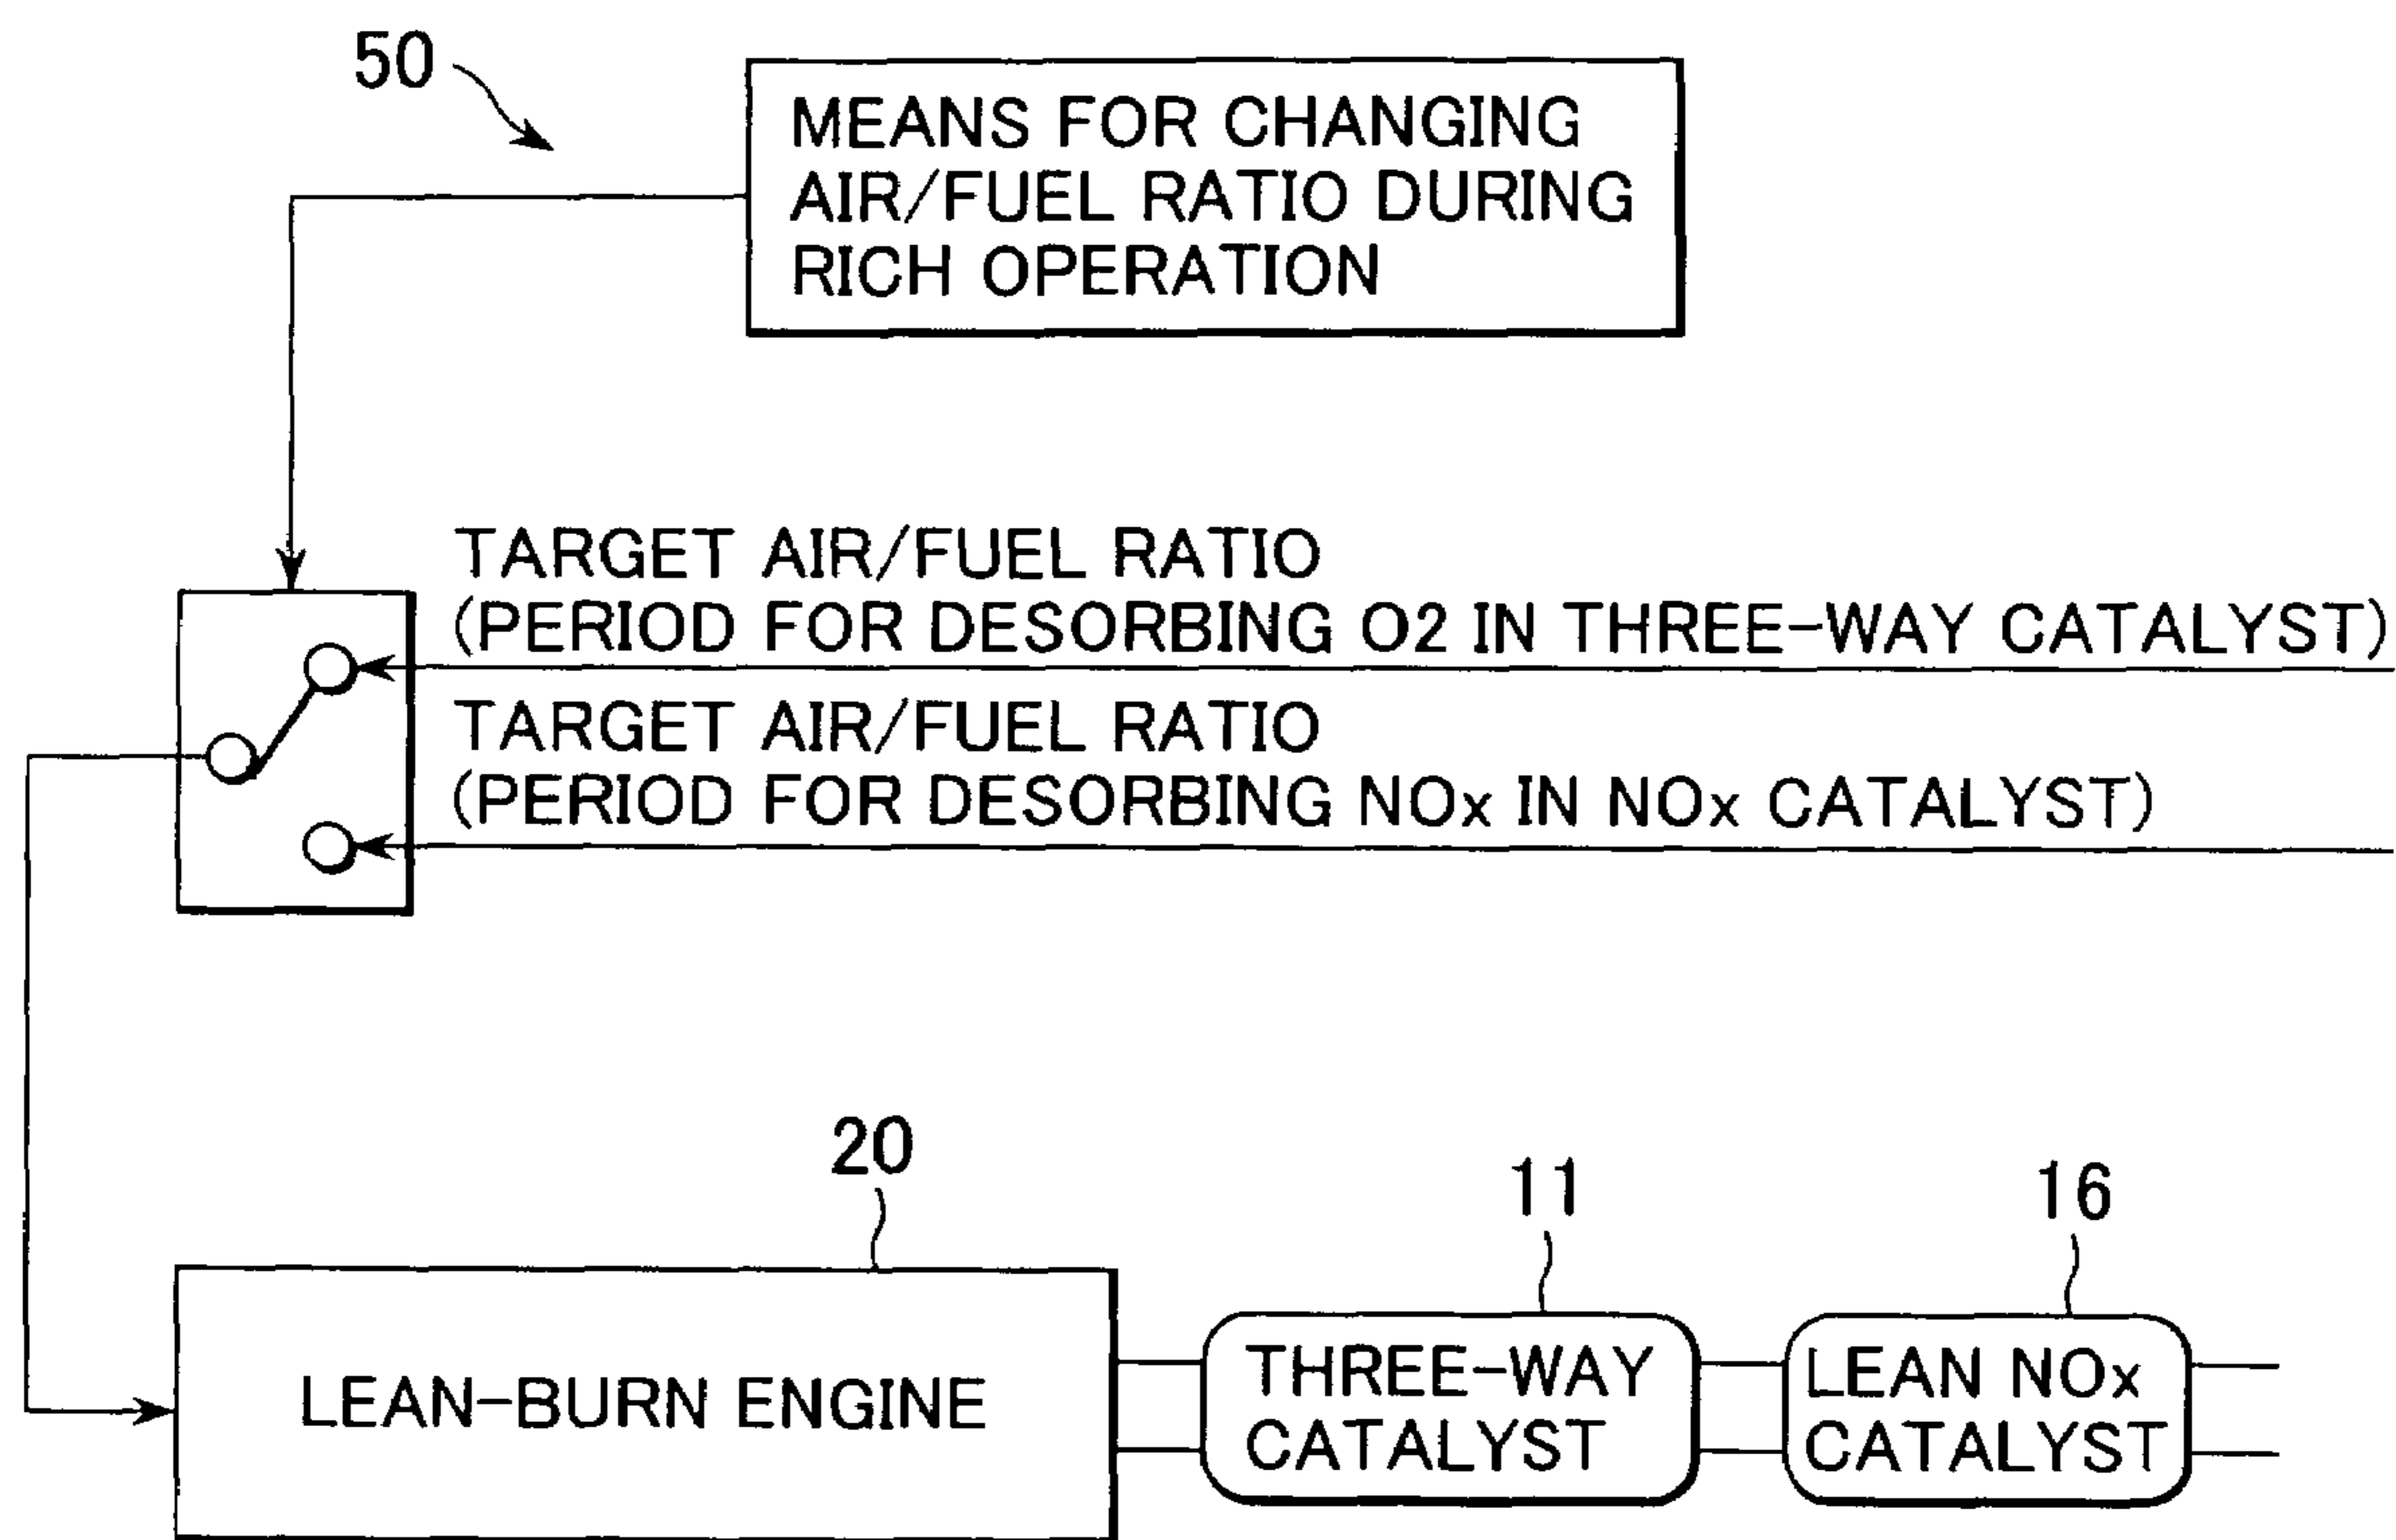 50
MEANS FOR CHANGING
AIR/FUEL RATIO DURING
RICH OPERATION
TARGET AIR/FUEL RATIO
(PERIOD FOR DESORBING O2 IN THREE-WAY CATALYST)
TARGET AIR/FUEL RATIO
(PERIOD FOR DESORBING NOx IN NOx CATALYST)
20
11
16
LEAN-BURN ENGINE
THREE-WAY
CATALYST
LEAN NOx
CATALYST